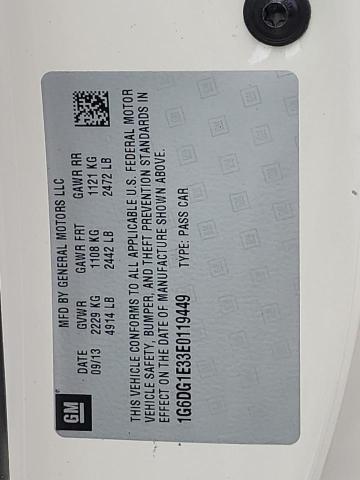 GM
MFD BY GENERAL MOTORS LLC
DATE GVWR GAWR FRT GAWR RR
09/13 2229 KG 1108 KG 1121 KG
4914 LB 2442 LB 2472 LB
THIS VEHICLE CONFORMS TO ALL APPLICABLE U.S. FEDERAL MOTOR
VEHICLE SAFETY, BUMPER, AND THEFT PREVENTION STANDARDS IN
EFFECT ON THE DATE OF MANUFACTURE SHOWN ABOVE.
1G6DG1E33E0119449 TYPE: PASS CAR